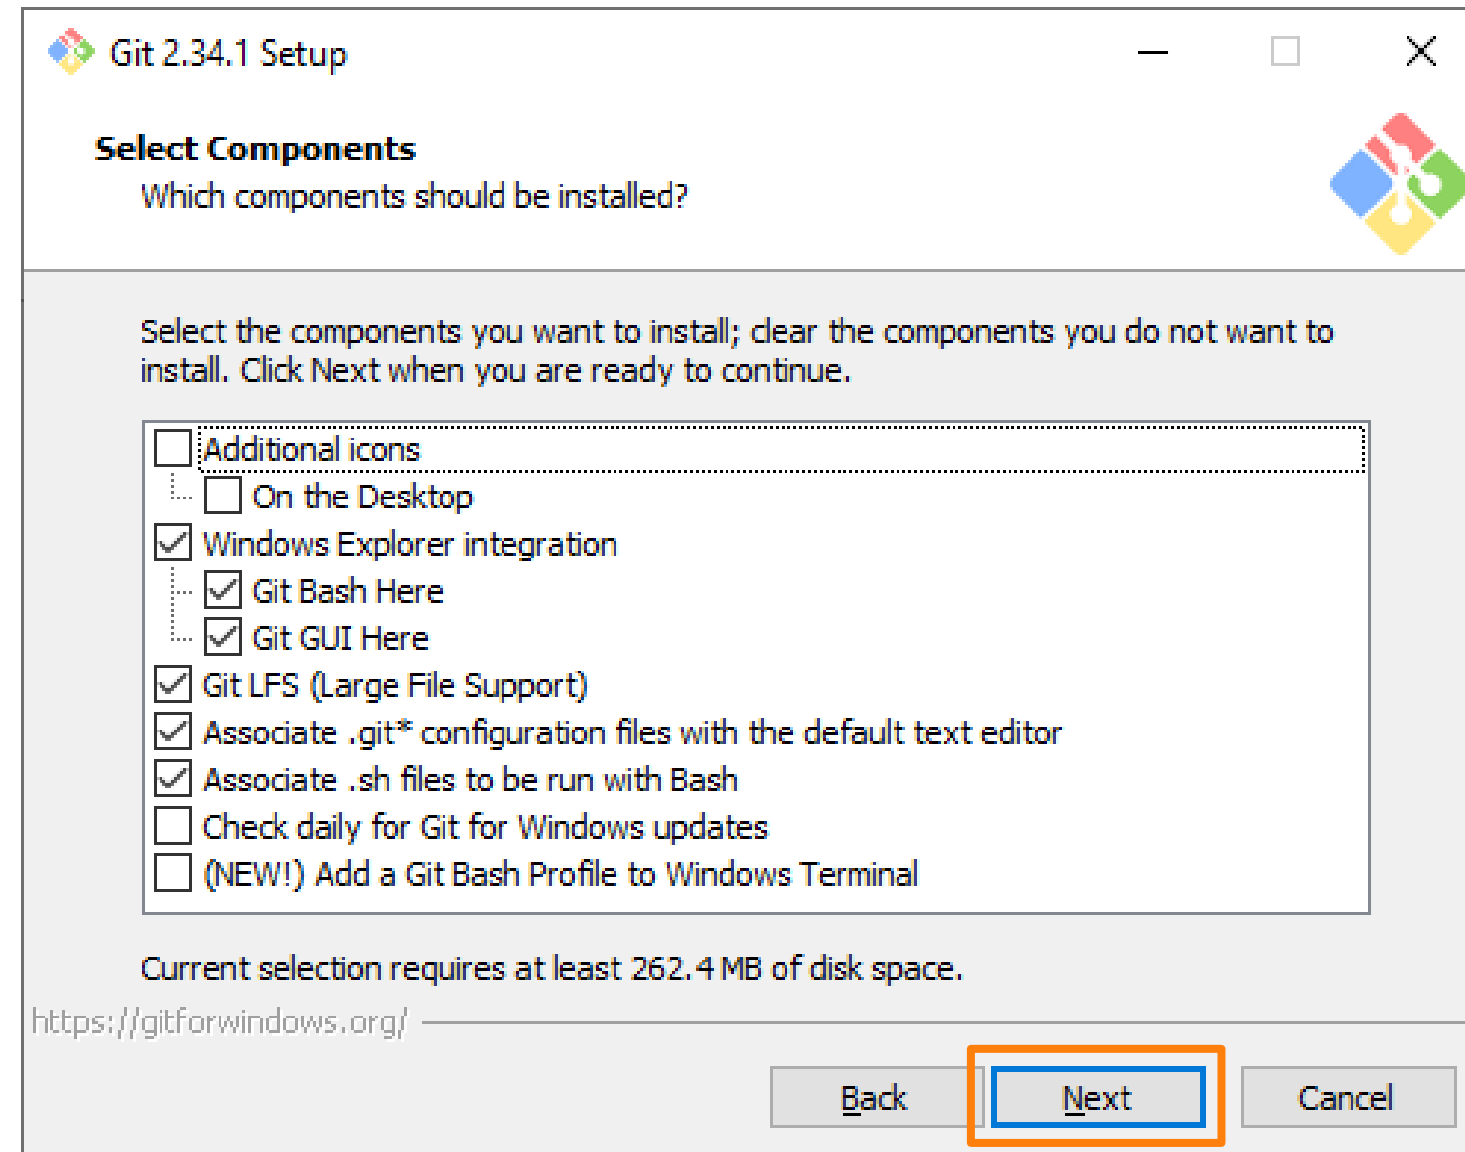 Git 2.34.1 Setup
Select Components
Which components should be installed?
Select the components you want to install; clear the components you do not want to
install. Click Next when you are ready to continue.
Additional icons
On the Desktop
Windows Explorer integration
Git Bash Here
Git GUI Here
Git LFS (Large File Support)
Associate .git* configuration files with the default text editor
Associate .sh files to be run with Bash
Check daily for Git for Windows updates
(NEW!) Add a Git Bash Profile to Windows Terminal
Current selection requires at least 262.4 MB of disk space.
https://gitforwindows.org/
Back Next Cancel